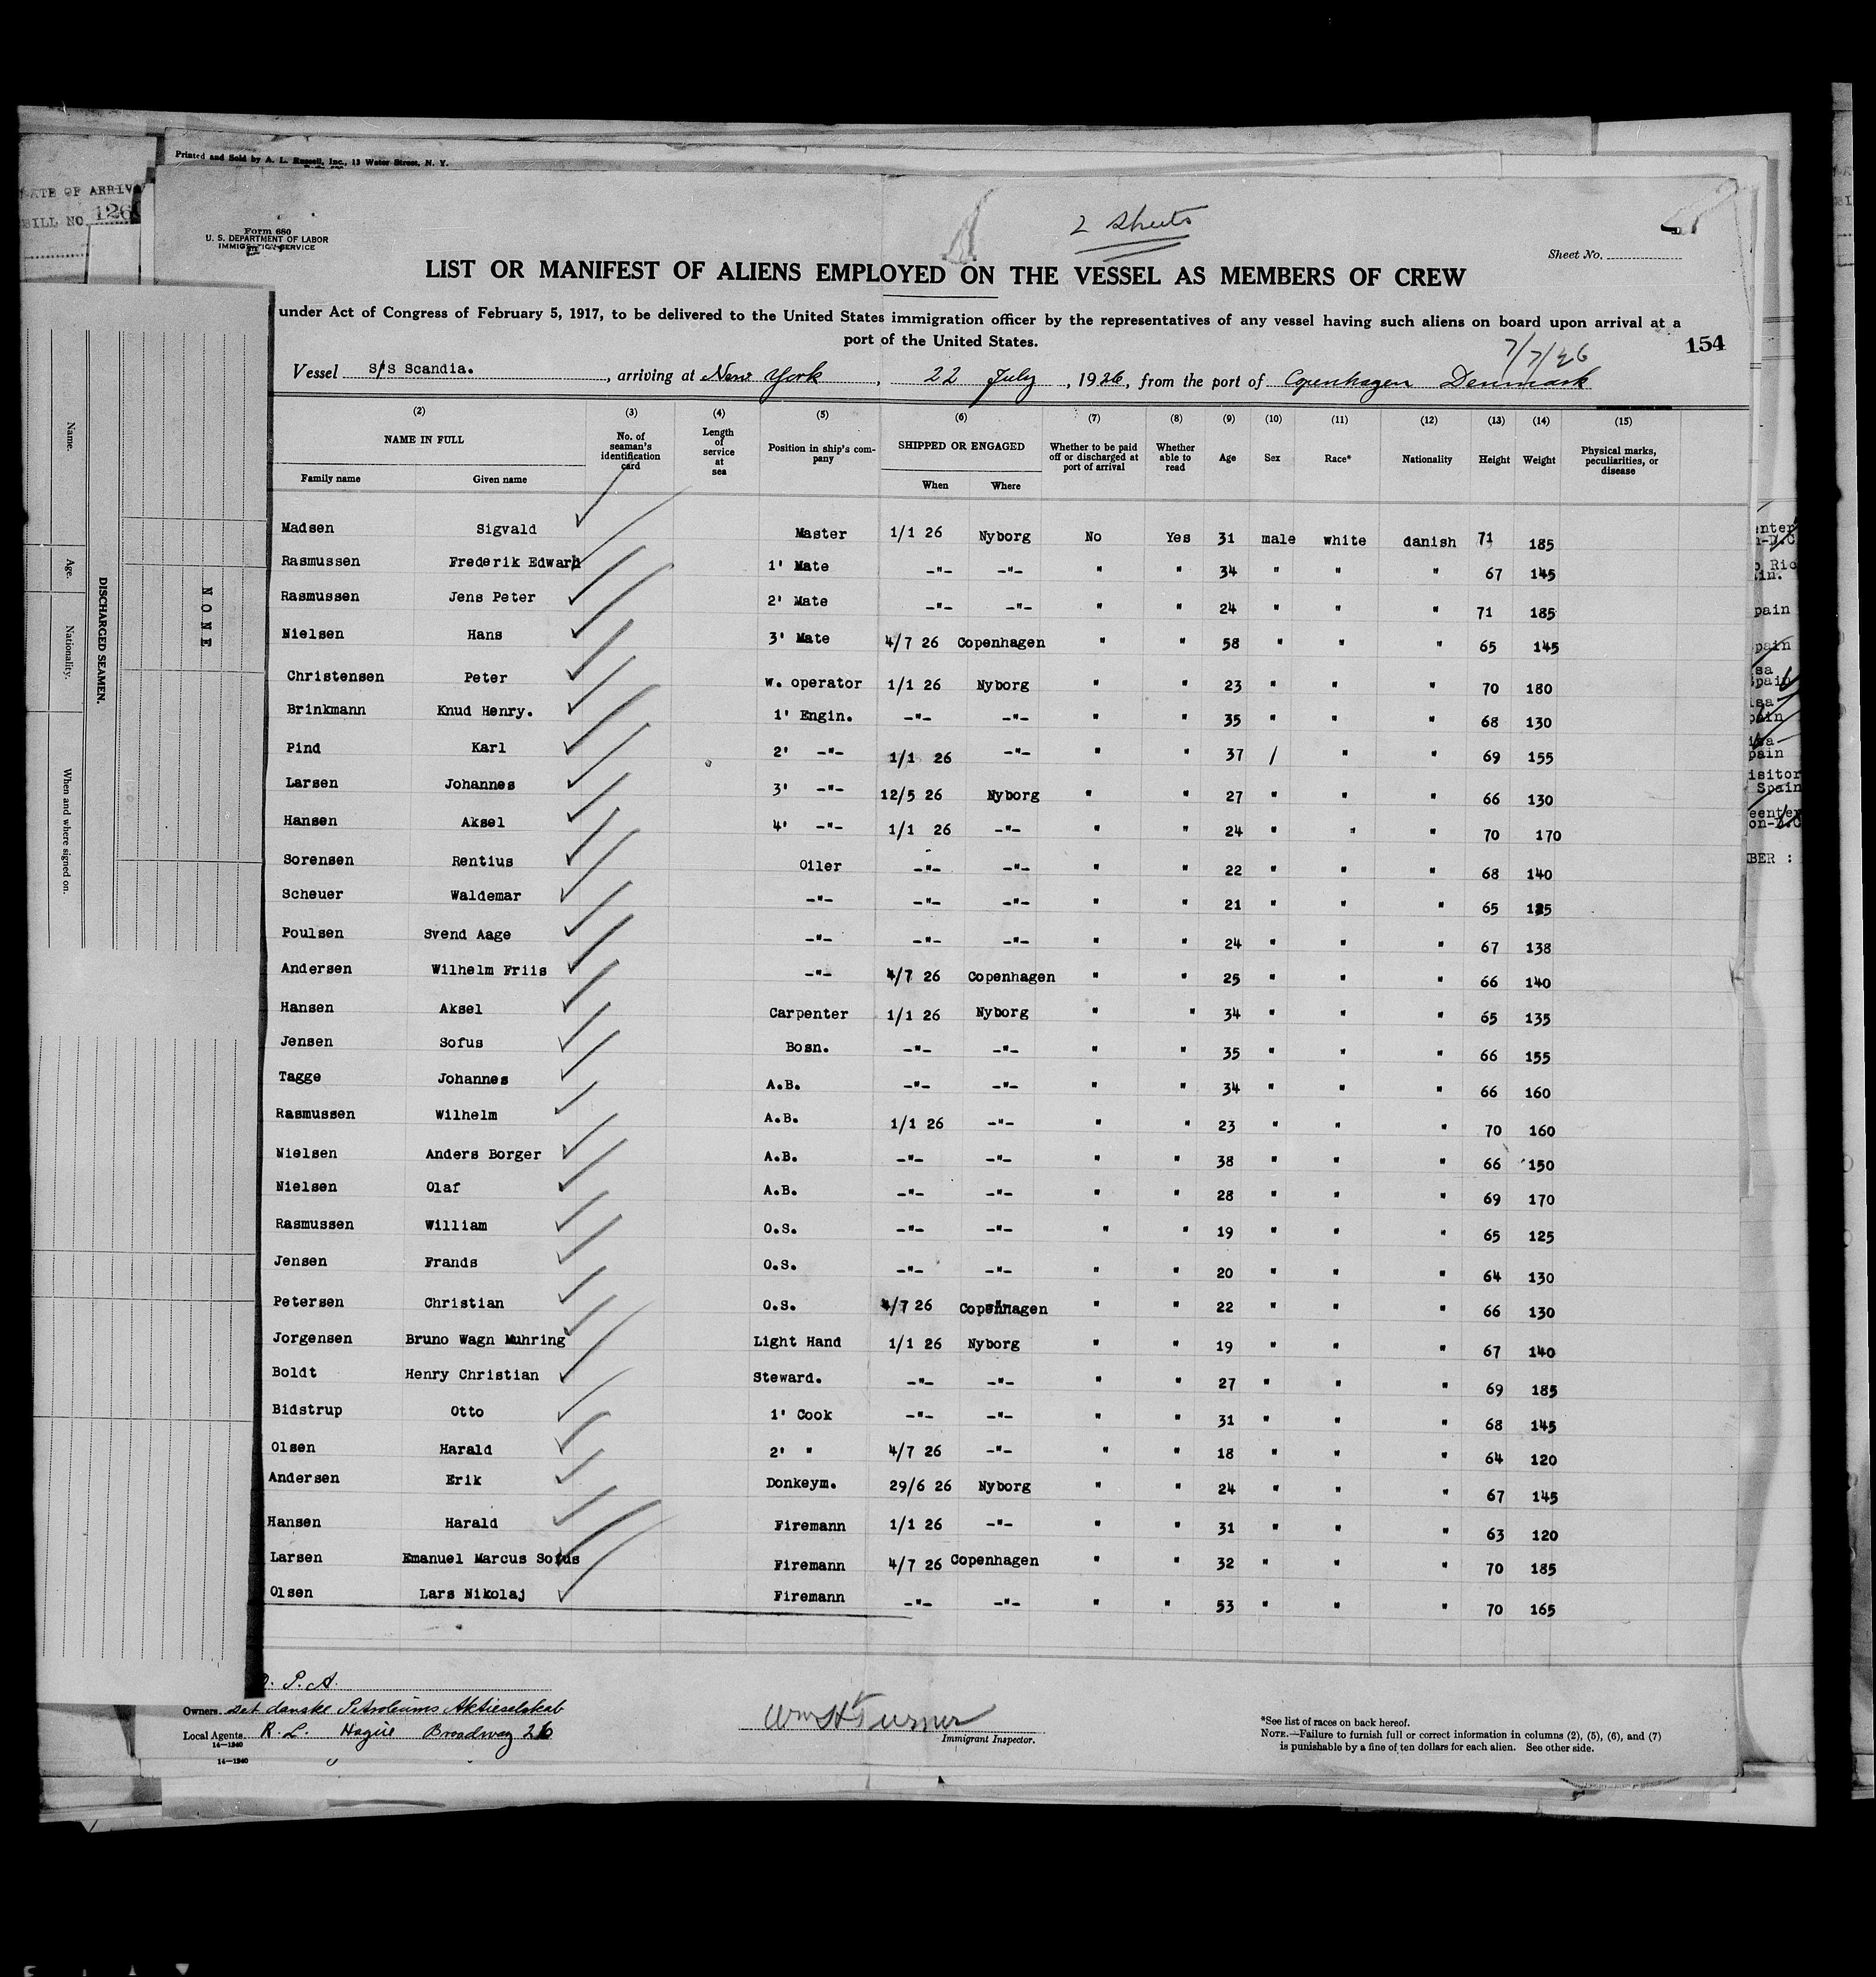 Printed and Sold by A. L. Russell, Inc., 13 Water Street, N. Y.
BILL NO. 126
Form 680
U. S. DEPARTMENT OF LABOR
IMMIGRATION SERVICE
2 sheets
Sheet No.
LIST OR MANIFEST OF ALIENS EMPLOYED ON THE VESSEL AS MEMBERS OF CREW
under Act of Congress of February 5, 1917, to be delivered to the United States immigration officer by the representatives of any vessel having such aliens on board upon arrival at a
port of the United States.
154
7/7/26
Vessel S/S Scandia. , arriving at New York , 22 July , 1926, from the port of Copenhagen Denmark
(2) (3) (4) (5) (6) (7) (8) (9) (10) (11) (12) (13) (14) (15)
NAME IN FULL No. of seaman's identification card Length of service at sea Position in ship's company SHIPPED OR ENGAGED Whether to be paid off or discharged at port of arrival Whether able to read Age Sex Race* Nationality Height Weight Physical marks, peculiarities, or disease
Family name Given name When Where
Madsen Sigvald Master 1/1 26 Nyborg No Yes 31 male white danish 71 185
Rasmussen Frederik Edward 1' Mate -"- -"- " " 34 " " " 67 145
Rasmussen Jens Peter 2' Mate -"- -"- " " 24 " " " 71 185
Nielsen Hans 3' Mate 4/7 26 Copenhagen " " 58 " " " 65 145
Christensen Peter w. operator 1/1 26 Nyborg " " 23 " " " 70 180
Brinkmann Knud Henry. 1' Engin. -"- -"- " " 35 " " " 68 130
Pind Karl 2' -"- 1/1 26 -"- " " 37 / " " 69 155
Larsen Johannes 3' -"- 12/5 26 Nyborg " " 27 " " " 66 130
Hansen Aksel 4' -"- 1/1 26 -"- " " 24 " " " 70 170
Sorensen Rentius Oiler -"- -"- " " 22 " " " 68 140
Scheuer Waldemar -"- -"- -"- " " 21 " " " 65
Poulsen Svend Aage -"- -"- -"- " " 24 " " " 67 138
Andersen Wilhelm Friis -"- 4/7 26 Copenhagen " " 25 " " " 66 140
Hansen Aksel Carpenter 1/1 26 Nyborg " " 34 " " " 65 135
Jensen Sofus Bosn. -"- -"- " " 35 " " " 66 155
Tagge Johannes A.B. -"- -"- " " 34 " " " 66 160
Rasmussen Wilhelm A.B. 1/1 26 -"- " " 23 " " " 70 160
Nielsen Anders Borger A.B. -"- -"- " " 38 " " " 66 150
Nielsen Olaf A.B. -"- -"- " " 28 " " " 69 170
Rasmussen William O.S. -"- -"- " " 19 " " " 65 125
Jensen Frands O.S. -"- -"- " " 20 " " " 64 130
Petersen Christian O.S. 4/7 26 Copenhagen " " 22 " " " 66 130
Jorgensen Bruno Wagn Muhring Light Hand 1/1 26 Nyborg " " 19 " " " 67 140
Boldt Henry Christian Steward. -"- -"- " " 27 " " " 69 185
Bidstrup Otto 1' Cook -"- -"- " " 31 " " " 68 145
Olsen Harald 2' " 4/7 26 -"- " " 18 " " " 64 120
Andersen Erik Donkeym. 29/6 26 Nyborg " " 24 " " " 67 145
Hansen Harald Firemann 1/1 26 -"- " " 31 " " " 63 120
Larsen Emanuel Marcus Sofus Firemann 4/7 26 Copenhagen " " 32 " " " 70 185
Olsen Lars Nikolaj Firemann -"- -"- " " 53 " " " 70 165
P. A.
Owners Det danske Petroleums Aktieselskab
Local Agents R. L. Hague Broadway 26
14—1240
14—1240
Wm H Turner
Immigrant Inspector.
*See list of races on back hereof.
NOTE.—Failure to furnish full or correct information in columns (2), (5), (6), and (7)
is punishable by a fine of ten dollars for each alien. See other side.
Name.
Age.
Nationality.
When and where signed on.
DISCHARGED SEAMEN.
NONE